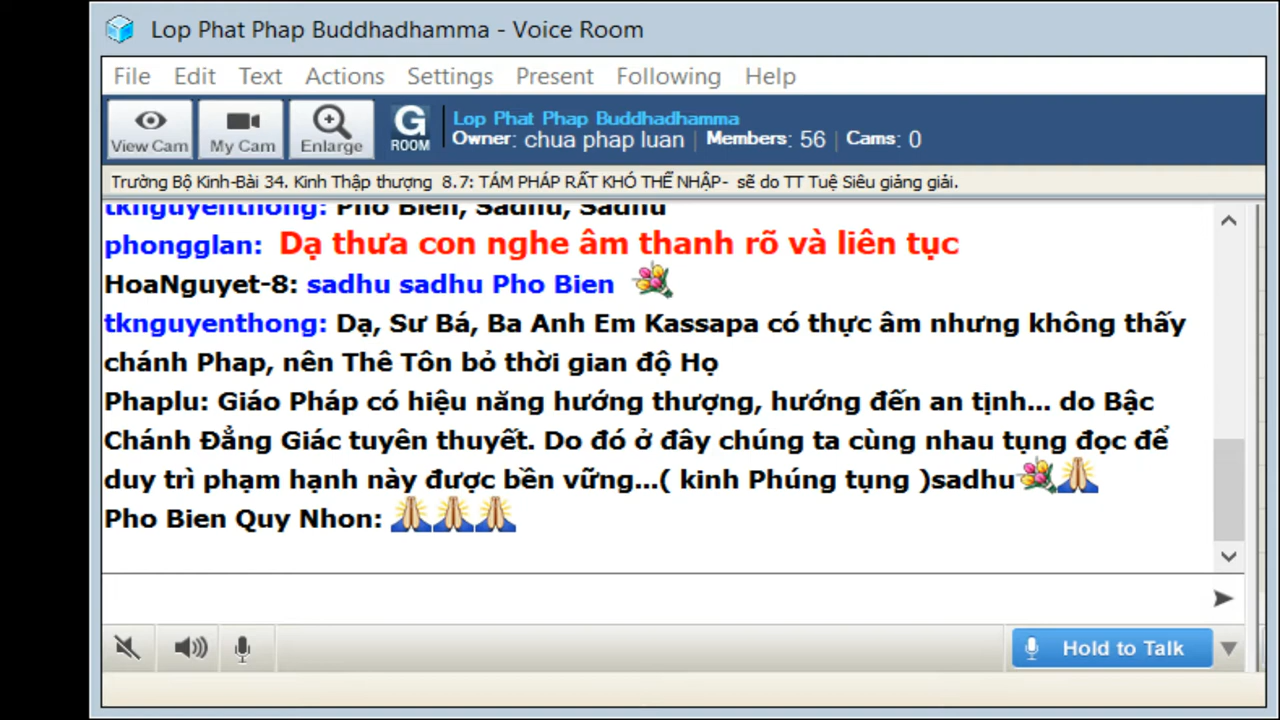 Lop Phat Phap Buddhadhamma - Voice Room
File Edit Text Actions Settings Present Following Help
View Cam My Cam Enlarge G ROOM Lop Phat Phap Buddhadhamma
Owner: chua phap luan | Members: 56 | Cams: 0
Trường Bộ Kinh-Bài 34. Kinh Thập thượng 8.7: TÁM PHÁP RẤT KHÓ THỂ NHẬP- sẽ do TT Tuệ Siêu giảng giải.
tknguyenthong: Pho Bien, Sadhu, Sadhu
phongglan: Dạ thưa con nghe âm thanh rõ và liên tục
HoaNguyet-8: sadhu sadhu Pho Bien
tknguyenthong: Dạ, Sư Bá, Ba Anh Em Kassapa có thực âm nhưng không thấy
chánh Phap, nên Thê Tôn bỏ thời gian độ Họ
Phaplu: Giáo Pháp có hiệu năng hướng thượng, hướng đến an tịnh... do Bậc
Chánh Đẳng Giác tuyên thuyết. Do đó ở đây chúng ta cùng nhau tụng đọc để
duy trì phạm hạnh này được bền vững...( kinh Phúng tụng )sadhu
Pho Bien Quy Nhon:
Hold to Talk